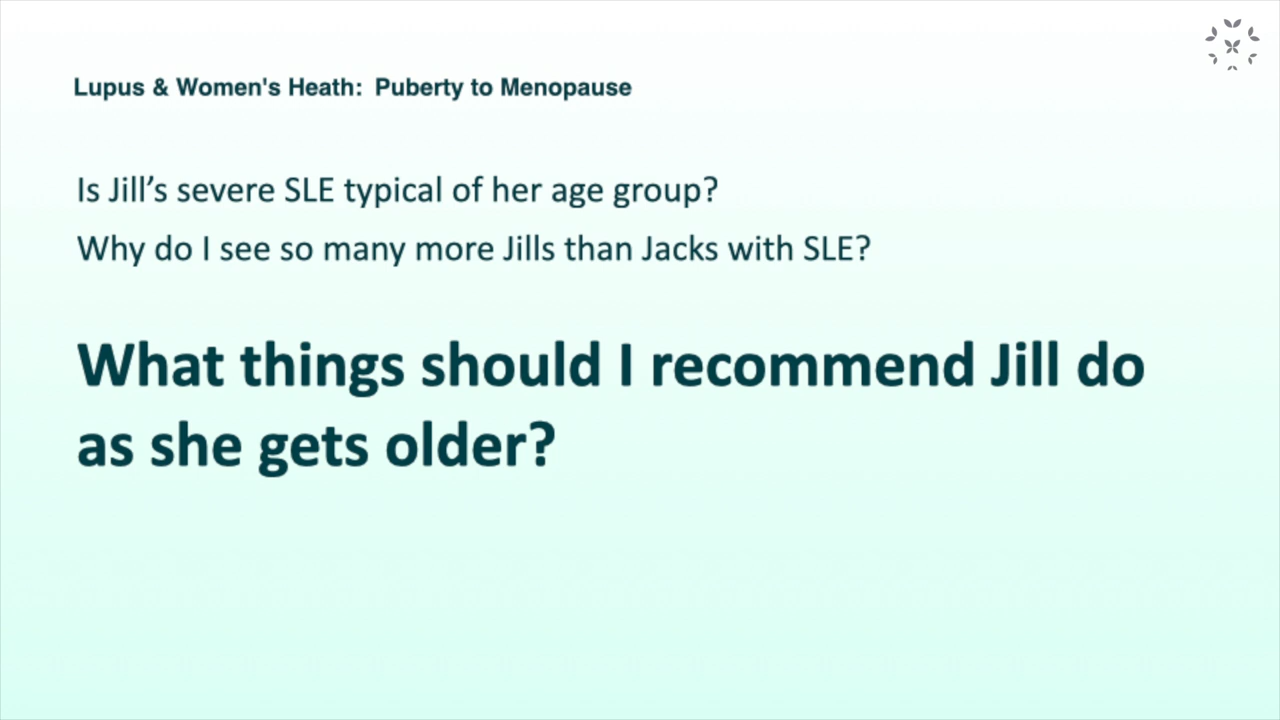 Lupus & Women's Heath:  Puberty to Menopause
Is Jill’s severe SLE typical of her age group?
Why do I see so many more Jills than Jacks with SLE?
What things should I recommend Jill do
as she gets older?